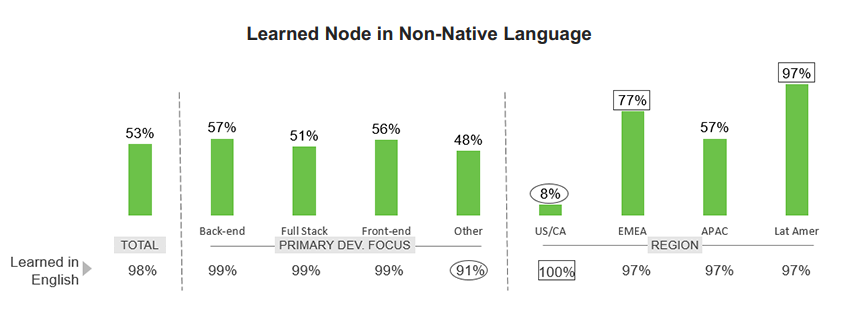 Learned Node in Non-Native Language
53%
57%
51%
56%
48%
8%
77%
57%
97%
Back-end
Full Stack
Front-end
Other
US/CA
EMEA
APAC
Lat Amer
TOTAL
PRIMARY DEV. FOCUS
REGION
Learned in
English
98%
99%
99%
99%
91%
100%
97%
97%
97%